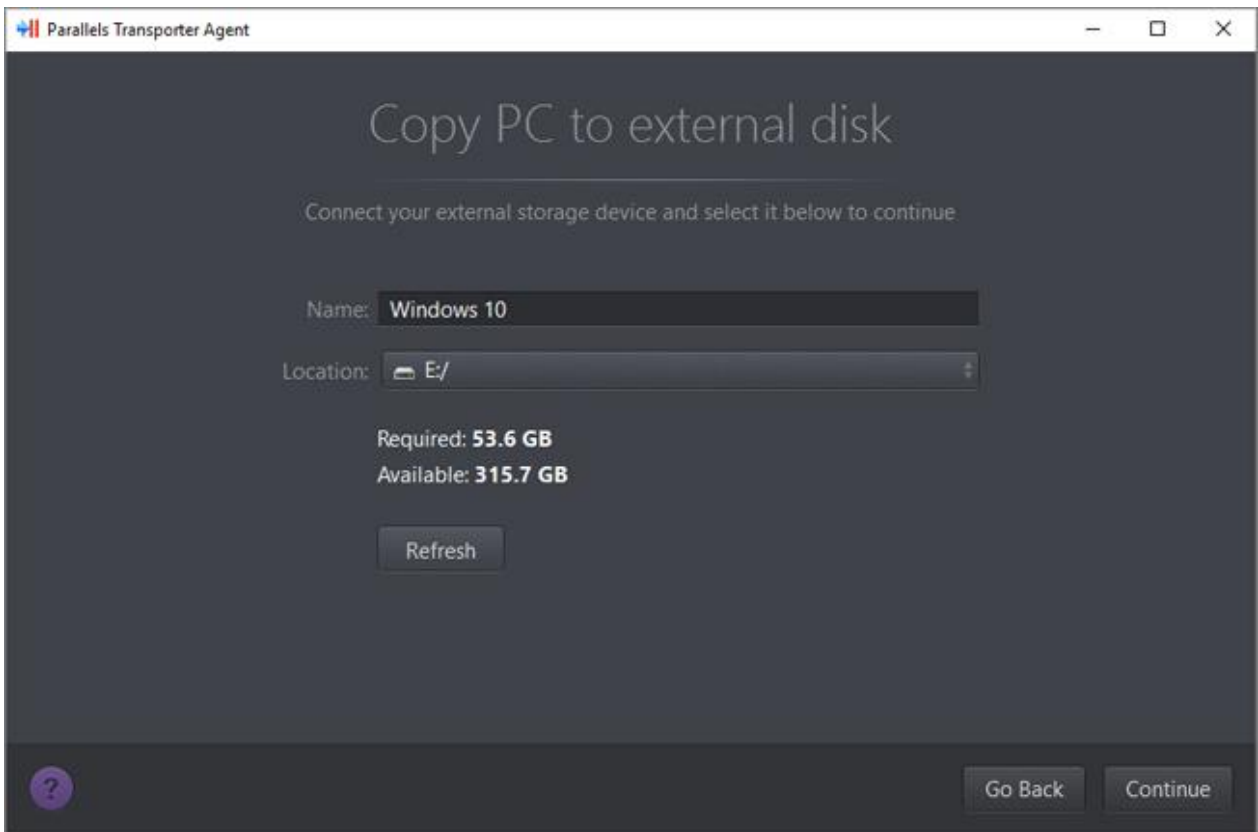 Parallels Transporter Agent
Copy PC to external disk
Connect your external storage device and select it below to continue
Name: Windows 10
Location: E:/
Required: 53.6 GB
Available: 315.7 GB
Refresh
?
Go Back Continue